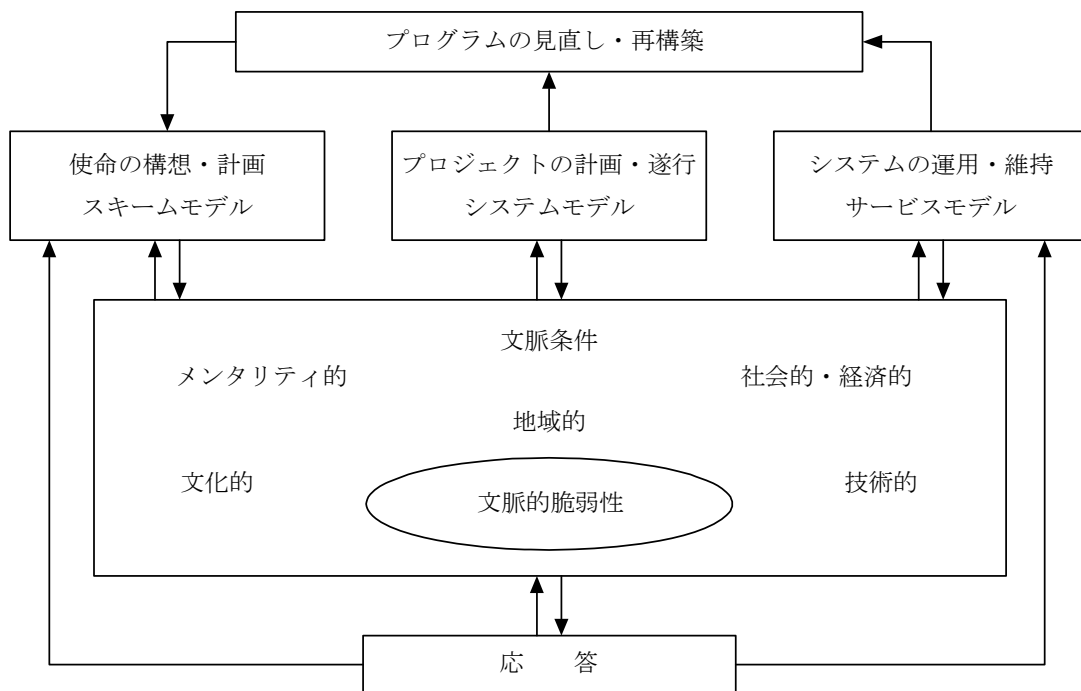 プログラムの見直し・再構築
使命の構想・計画
スキームモデル
プロジェクトの計画・遂行
システムモデル
システムの運用・維持
サービスモデル
文脈条件
メンタリティ的
社会的・経済的
地域的
文化的
技術的
文脈的脆弱性
応　　答